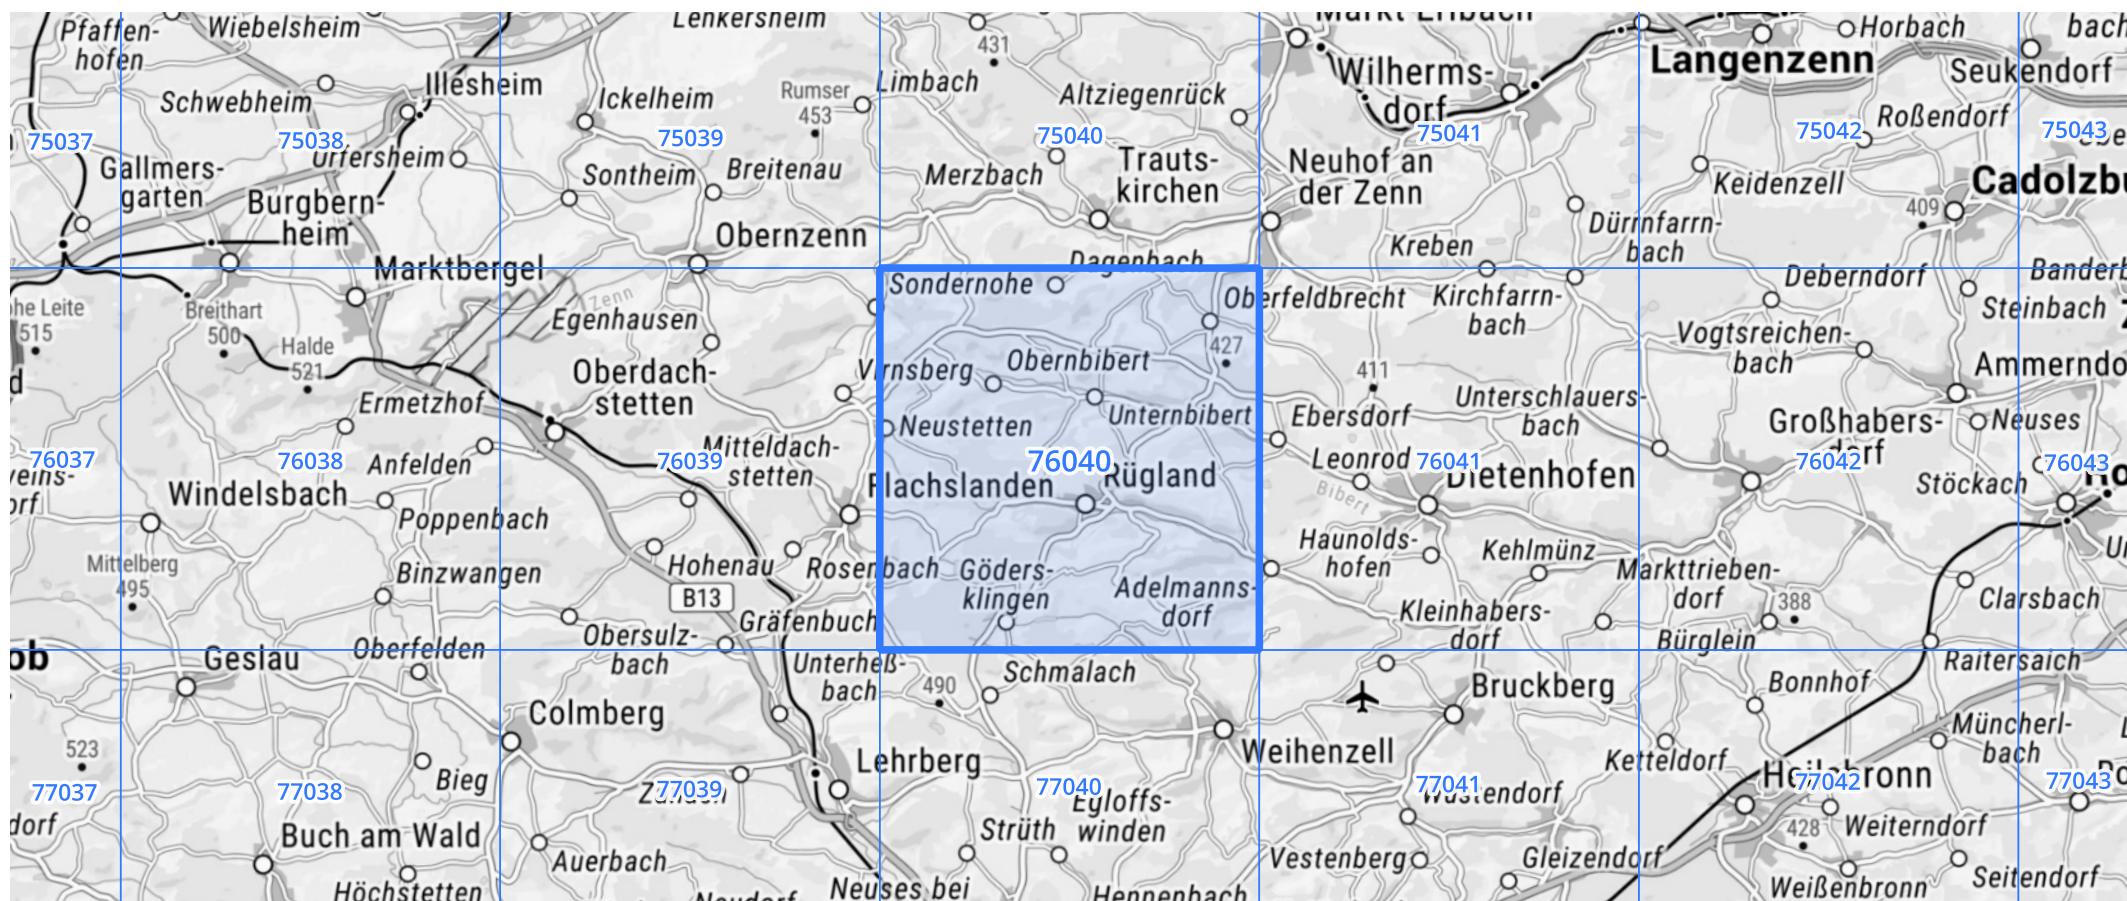 Pfaffen-
hofen
Wiebelsheim
Lenkersheim
431
Markt Erlbach
Horbach
Langenzenn
Seukendorf
Illesheim
Schwebheim
Ickelheim
Rumser
453
Limbach
Altziegenrück
Wilherms-
dorf
Roßendorf
75037
75038
75039
75040
75041
75042
75043
Gallmers-
garten
Urfersheim
Sontheim
Breitenau
Merzbach
Trauts-
kirchen
Neuhof an
der Zenn
Keidenzell
Burgbern-
heim
409
Dürrnfarrn-
bach
Obernzenn
Kreben
Marktbergel
Dagenbach
Deberndorf
Breithart
500
515
Zenn
Sondernohe
Oberfeldbrecht
Kirchfarrn-
bach
Steinbach
Halde
521
Egenhausen
427
Vogtsreichen-
bach
Oberdach-
stetten
Virnsberg
Obernbibert
411
Ermetzhof
Neustetten
Unternbibert
Ebersdorf
Unterschlauers-
bach
Großhabers-
dorf
Neuses
76037
76038
76039
76040
76041
76042
76043
Anfelden
Mitteldach-
stetten
Leonrod
Windelsbach
Flachslanden
Rügland
Dietenhofen
Bibert
Stöckach
Poppenbach
Mittelberg
495
Binzwangen
Hohenau
Rosenbach
Göders-
klingen
Adelmanns-
dorf
Haunolds-
hofen
Kehlmünz
Markttrieben-
dorf
B13
Gräfenbuch
388
Clarsbach
Obersulz-
bach
Kleinhabers-
dorf
Bürglein
Oberfelden
Geslau
Unterheß-
bach
490
Schmalach
Bruckberg
Bonnhof
Raitersaich
Colmberg
523
Bieg
Lehrberg
Weihenzell
Ketteldorf
Müncherl-
bach
Heilsbronn
77037
77038
77039
77040
77041
77042
77043
Egloffs-
winden
Wüstendorf
Buch am Wald
Auerbach
Strüth
428
Weiterndorf
Vestenberg
Gleizendorf
Höchstetten
Neudorf
Neuses bei
Hennenbach
Weißenbronn
Seitendorf